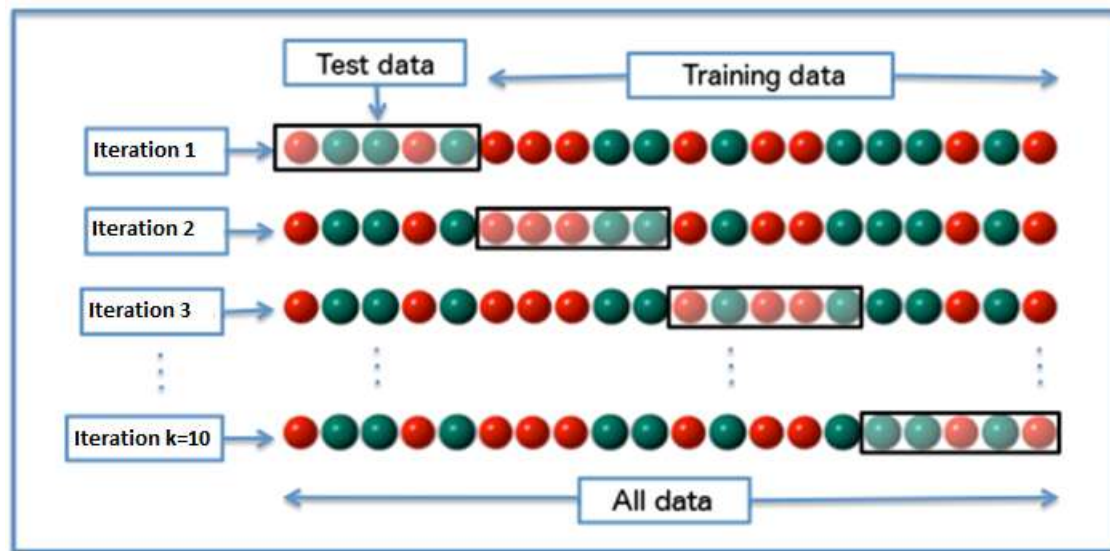 Test data
Training data
Iteration 1
Iteration 2
Iteration 3
Iteration k=10
All data